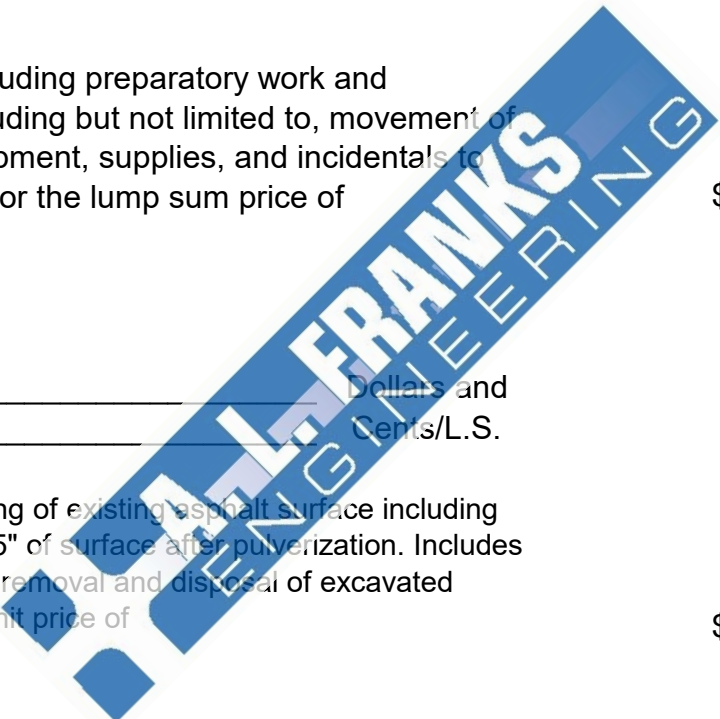 uding preparatory work and
uding but not limited to, movement of
oment, supplies, and incidentals to
or the lump sum price of
$
Dollars and
Cents/L.S.
ng of existing asphalt surface including
5" of surface after pulverization. Includes
removal and disposal of excavated
nit price of
$
A.L. FRANKS
ENGINEERING